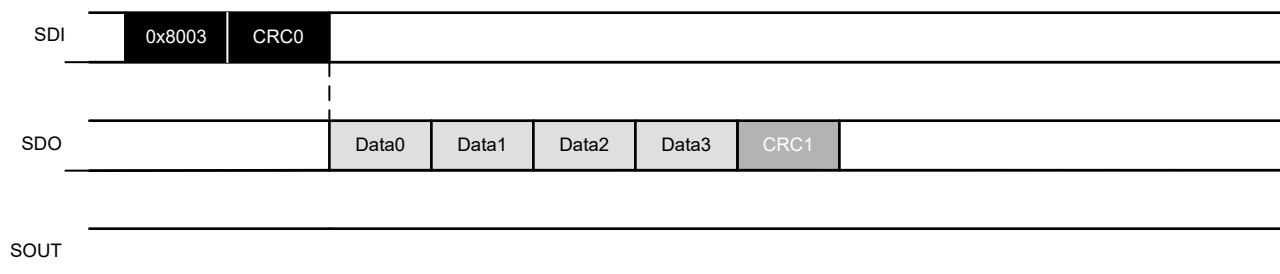 SDI 0x8003 CRC0
SDO Data0 Data1 Data2 Data3 CRC1
SOUT